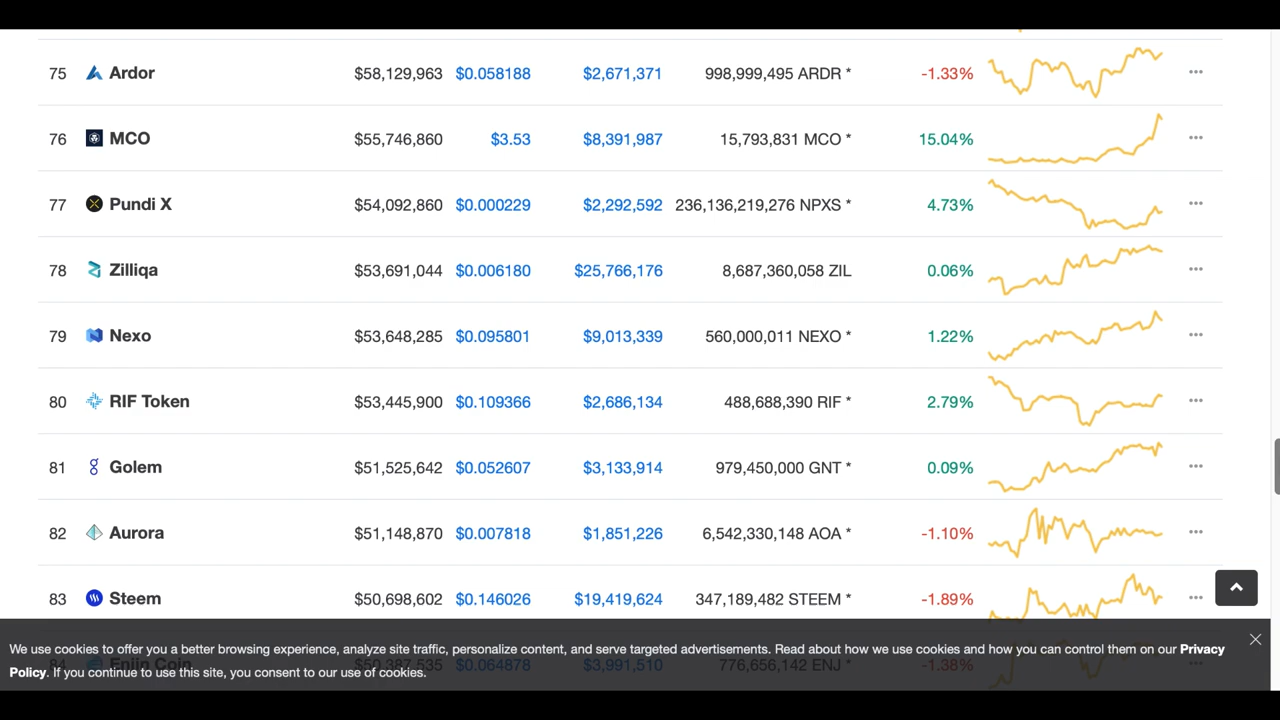 75 Ardor $58,129,963 $0.058188 $2,671,371 998,999,495 ARDR * -1.33%
76 MCO $55,746,860 $3.53 $8,391,987 15,793,831 MCO * 15.04%
77 Pundi X $54,092,860 $0.000229 $2,292,592 236,136,219,276 NPXS * 4.73%
78 Zilliqa $53,691,044 $0.006180 $25,766,176 8,687,360,058 ZIL 0.06%
79 Nexo $53,648,285 $0.095801 $9,013,339 560,000,011 NEXO * 1.22%
80 RIF Token $53,445,900 $0.109366 $2,686,134 488,688,390 RIF * 2.79%
81 Golem $51,525,642 $0.052607 $3,133,914 979,450,000 GNT * 0.09%
82 Aurora $51,148,870 $0.007818 $1,851,226 6,542,330,148 AOA * -1.10%
83 Steem $50,698,602 $0.146026 $19,419,624 347,189,482 STEEM * -1.89%
84 Enjin Coin $50,387,535 $0.064878 $3,991,510 776,656,142 ENJ * -1.38%
We use cookies to offer you a better browsing experience, analyze site traffic, personalize content, and serve targeted advertisements. Read about how we use cookies and how you can control them on our Privacy
Policy. If you continue to use this site, you consent to our use of cookies.